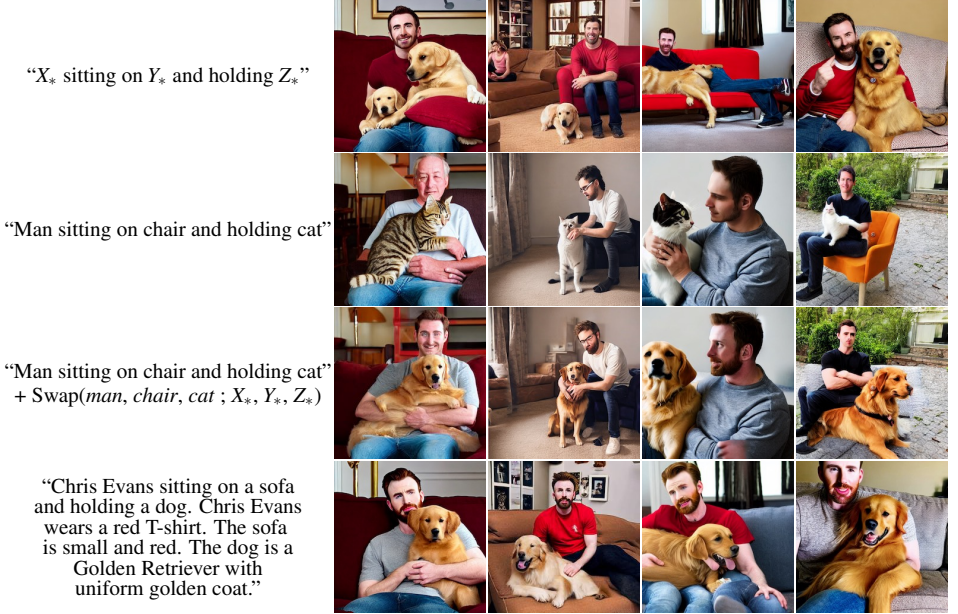 “X* sitting on Y* and holding Z*”
“Man sitting on chair and holding cat”
“Man sitting on chair and holding cat”
+ Swap(man, chair, cat ; X*, Y*, Z*)
“Chris Evans sitting on a sofa
and holding a dog. Chris Evans
wears a red T-shirt. The sofa
is small and red. The dog is a
Golden Retriever with
uniform golden coat.”